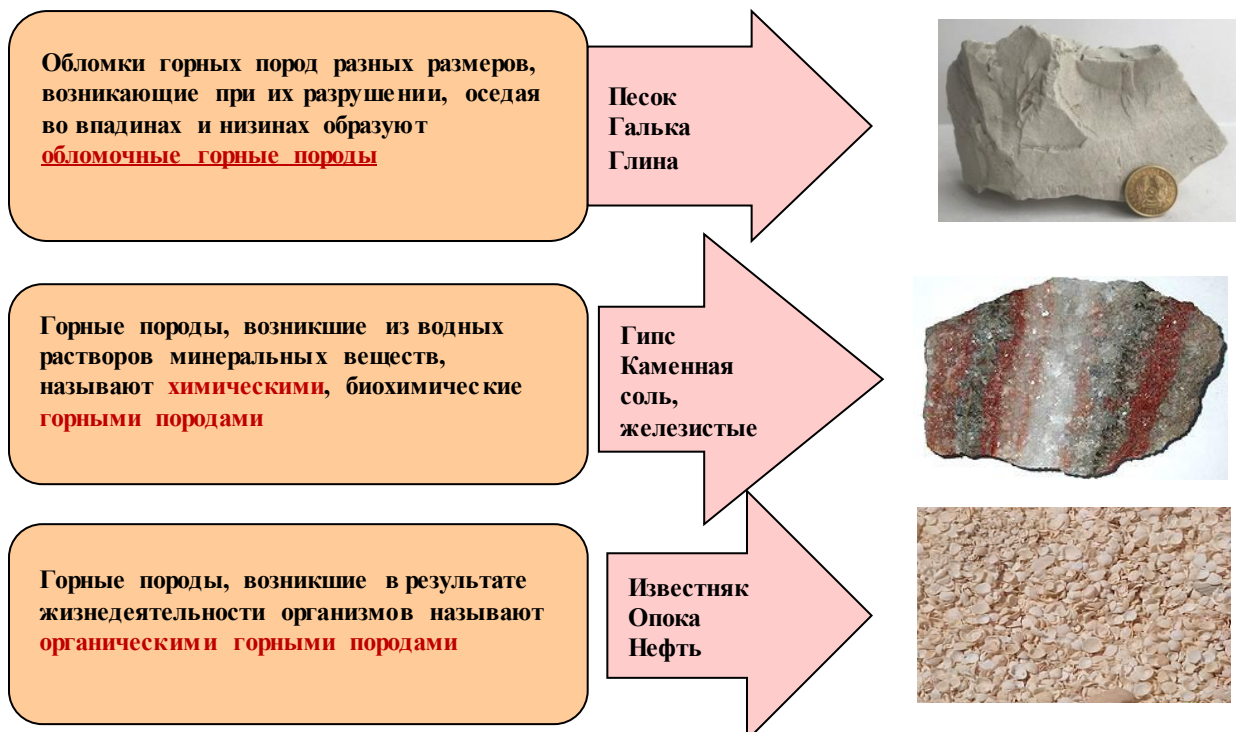 Обломки горных пород разных размеров,
возникающие при их разрушении, оседая
во впадинах и низинах образуют
обломочные горные породы
Песок
Галька
Глина
Горные породы, возникшие из водных
растворов минеральных веществ,
называют химическими, биохимические
горными породами
Гипс
Каменная
соль,
железистые
Горные породы, возникшие в результате
жизнедеятельности организмов называют
органическими горными породами
Известняк
Опока
Нефть